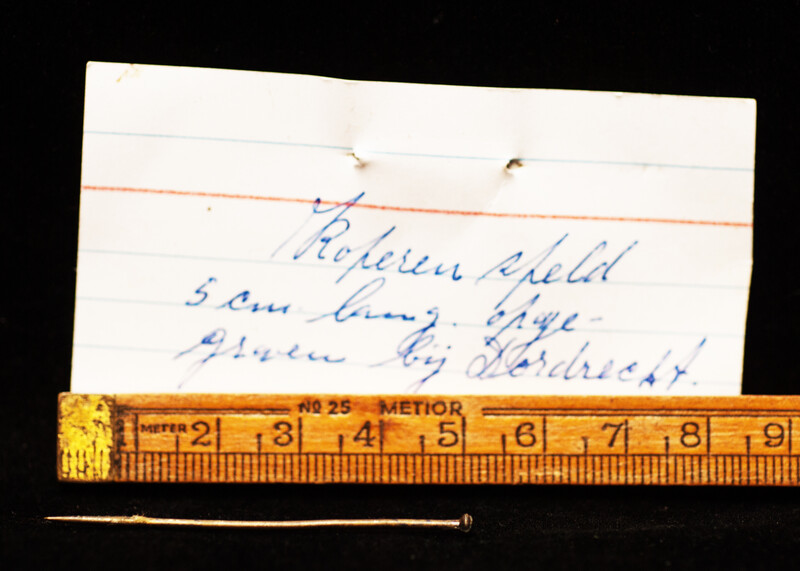 Koperen speld
5 cm lang. opge-
graven bij Dordrecht.
No 25 METIOR
METER 2 3 4 5 6 7 8 9